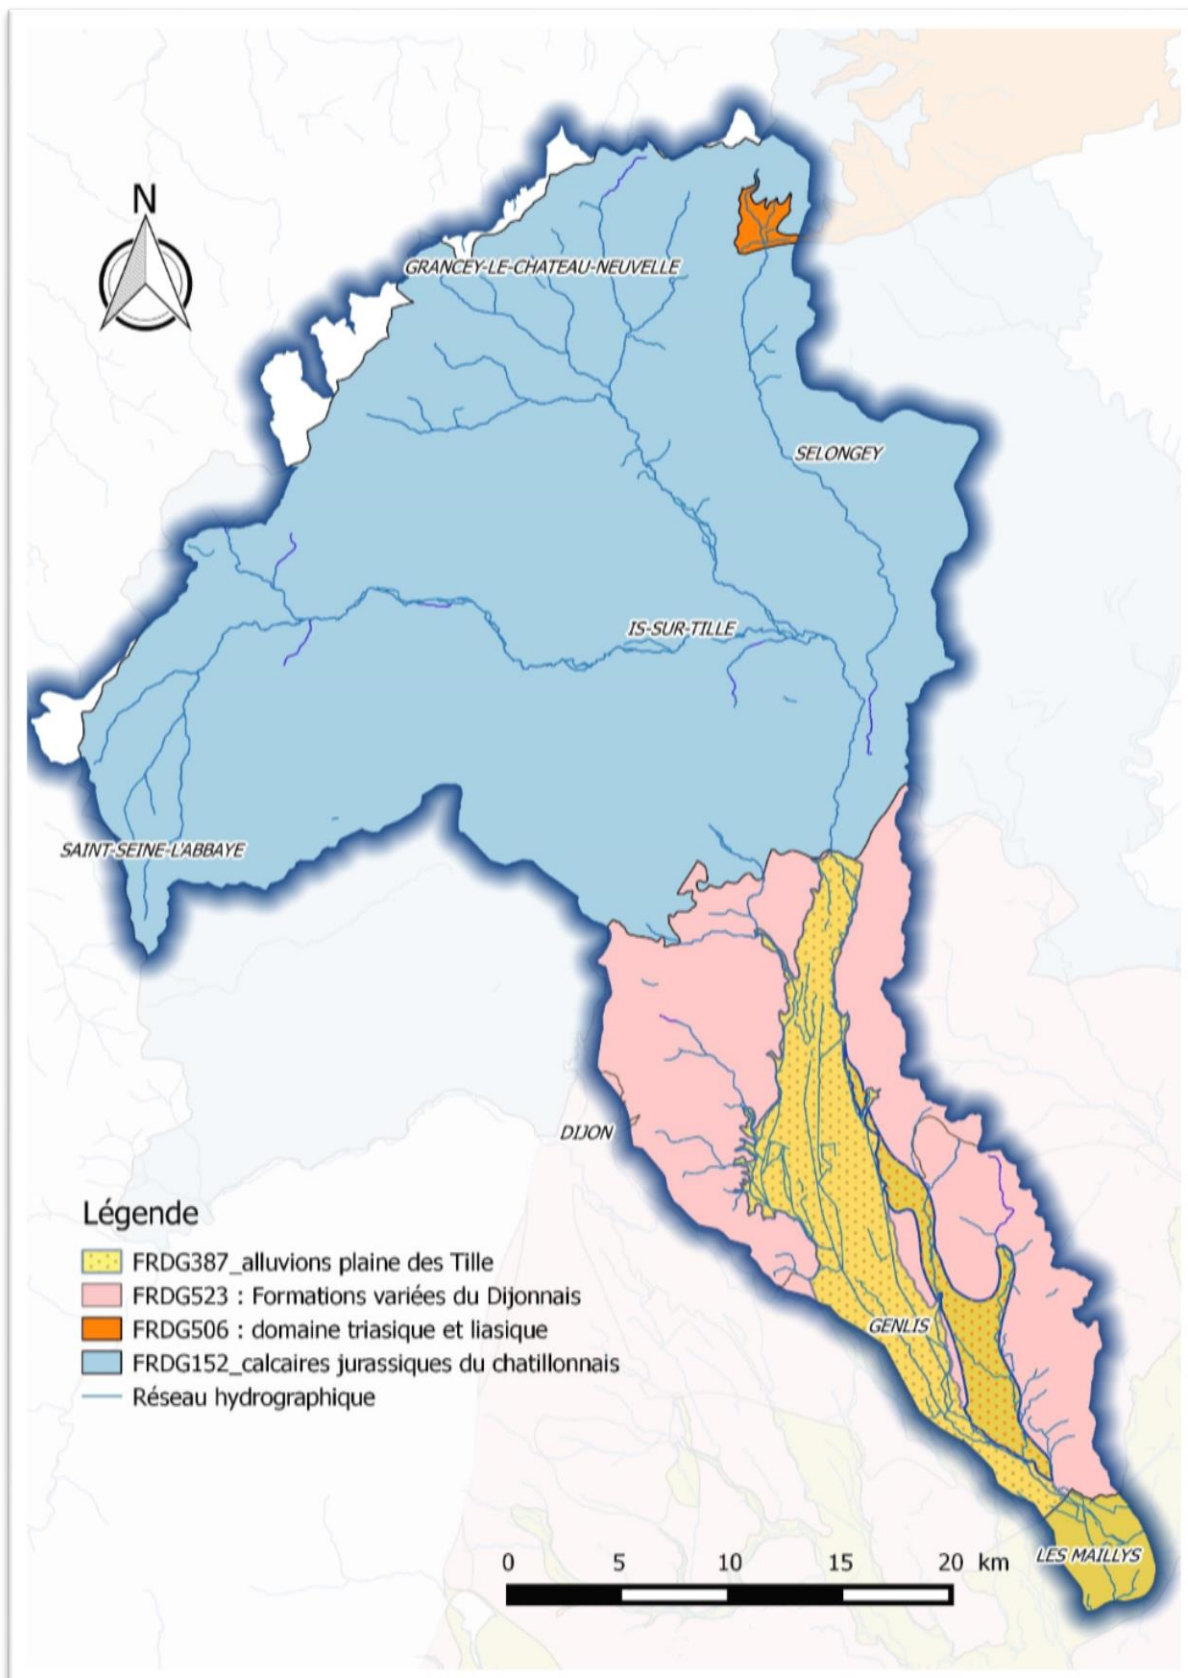 N
GRANCEY-LE-CHATEAU-NEUVELLE
SELONGEY
IS-SUR-TILLE
SAINT-SEINE-L'ABBAYE
DIJON
Légende
FRDG387_alluvions plaine des Tille
FRDG523 : Formations variées du Dijonnais
FRDG506 : domaine triasique et liasique
FRDG152_calcaires jurassiques du chatillonnais
Réseau hydrographique
GENLIS
0 5 10 15 20 km
LES MAILLYS